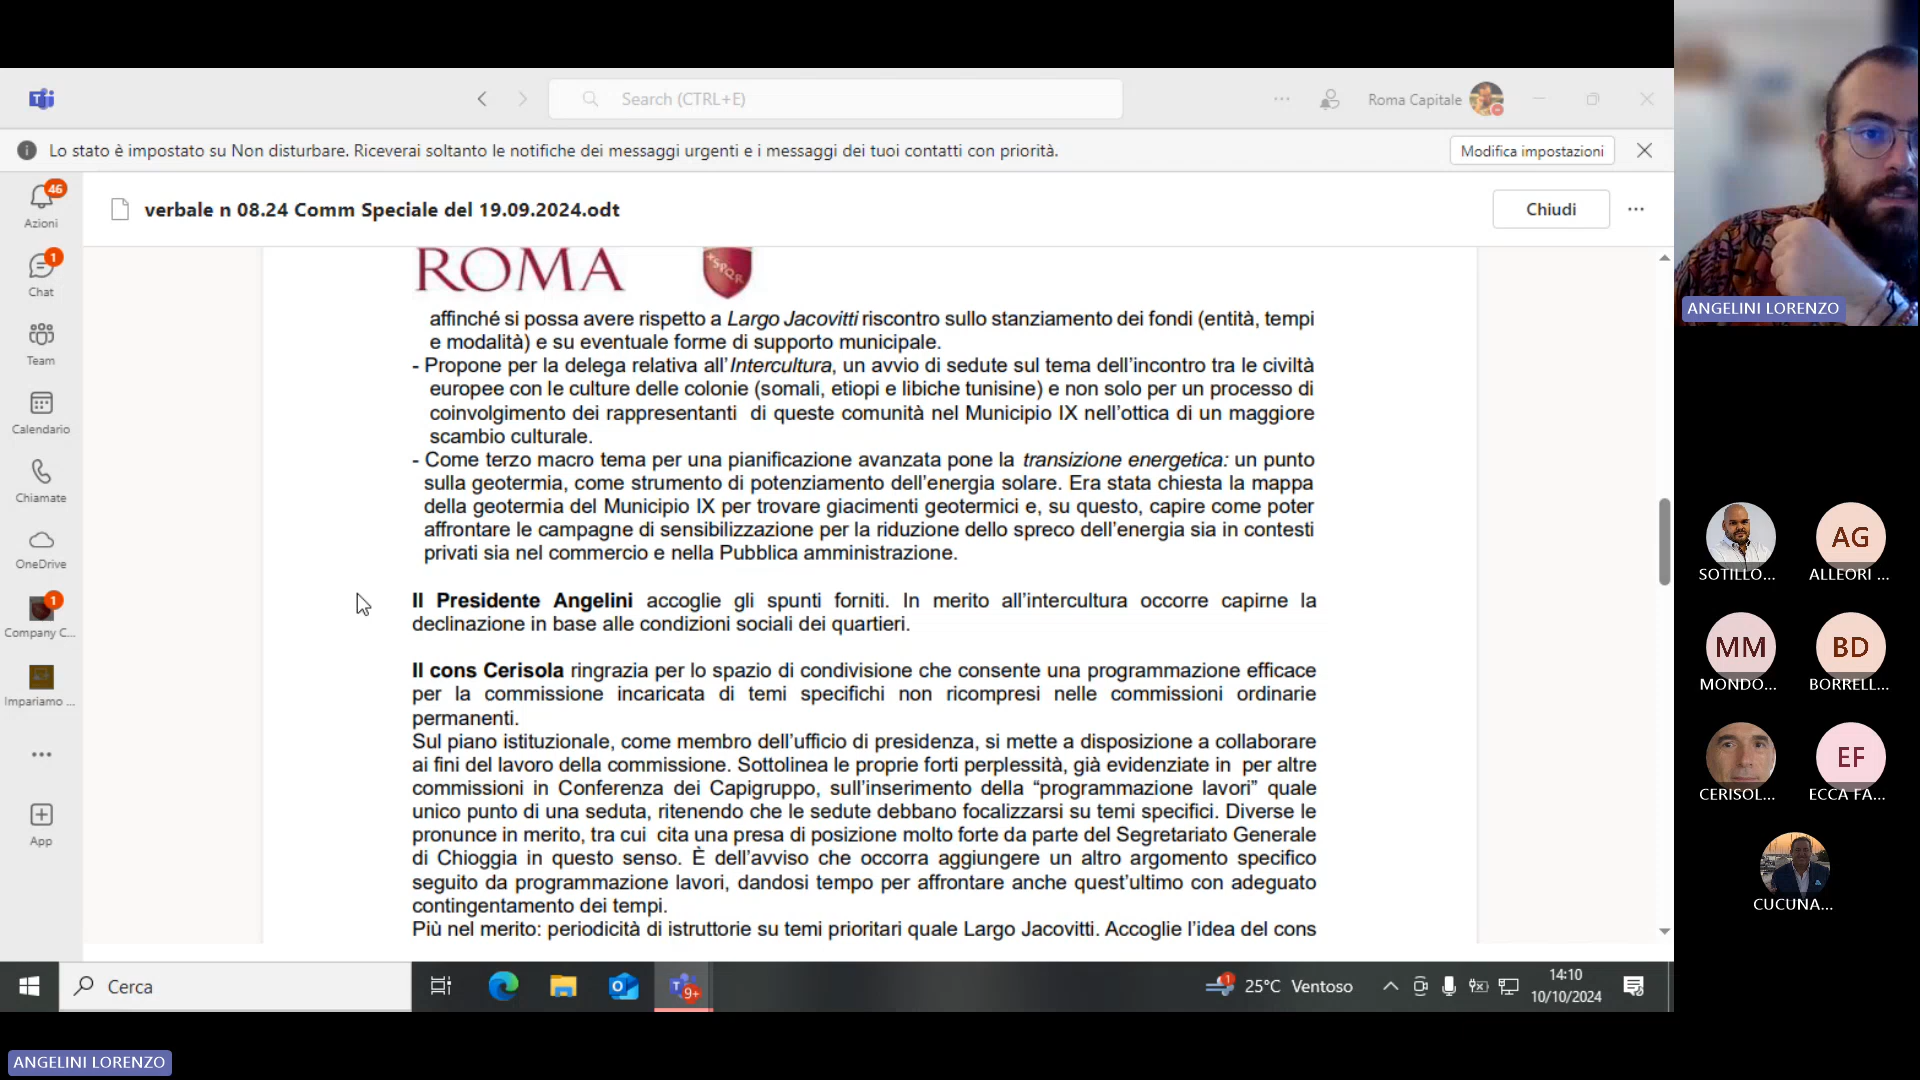 Search (CTRL+E)
Roma Capitale
Lo stato è impostato su Non disturbare. Riceverai soltanto le notifiche dei messaggi urgenti e i messaggi dei tuoi contatti con priorità.
Modifica impostazioni
46
Azioni
1
Chat
Team
Calendario
Chiamate
OneDrive
1
Company C...
Impariamo ...
App
verbale n 08.24 Comm Speciale del 19.09.2024.odt
Chiudi
ROMA
SPQR
affinché si possa avere rispetto a Largo Jacovitti riscontro sullo stanziamento dei fondi (entità, tempi
e modalità) e su eventuale forme di supporto municipale.
- Propone per la delega relativa all'Intercultura, un avvio di sedute sul tema dell'incontro tra le civiltà
europee con le culture delle colonie (somali, etiopi e libiche tunisine) e non solo per un processo di
coinvolgimento dei rappresentanti di queste comunità nel Municipio IX nell'ottica di un maggiore
scambio culturale.
- Come terzo macro tema per una pianificazione avanzata pone la transizione energetica: un punto
sulla geotermia, come strumento di potenziamento dell'energia solare. Era stata chiesta la mappa
della geotermia del Municipio IX per trovare giacimenti geotermici e, su questo, capire come poter
affrontare le campagne di sensibilizzazione per la riduzione dello spreco dell'energia sia in contesti
privati sia nel commercio e nella Pubblica amministrazione.
Il Presidente Angelini accoglie gli spunti forniti. In merito all'intercultura occorre capirne la
declinazione in base alle condizioni sociali dei quartieri.
Il cons Cerisola ringrazia per lo spazio di condivisione che consente una programmazione efficace
per la commissione incaricata di temi specifichi non ricompresi nelle commissioni ordinarie
permanenti.
Sul piano istituzionale, come membro dell'ufficio di presidenza, si mette a disposizione a collaborare
ai fini del lavoro della commissione. Sottolinea le proprie forti perplessità, già evidenziate in per altre
commissioni in Conferenza dei Capigruppo, sull'inserimento della “programmazione lavori” quale
unico punto di una seduta, ritenendo che le sedute debbano focalizzarsi su temi specifici. Diverse le
pronunce in merito, tra cui cita una presa di posizione molto forte da parte del Segretariato Generale
di Chioggia in questo senso. È dell'avviso che occorra aggiungere un altro argomento specifico
seguito da programmazione lavori, dandosi tempo per affrontare anche quest'ultimo con adeguato
contingentamento dei tempi.
Più nel merito: periodicità di istruttorie su temi prioritari quale Largo Jacovitti. Accoglie l'idea del cons
Cerca
9+
1
25°C Ventoso
14:10
10/10/2024
ANGELINI LORENZO
SOTILLO...
AG
ALLEORI ...
MM
MONDO...
BD
BORRELL...
CERISOL...
EF
ECCA FA...
CUCUNA...
ANGELINI LORENZO